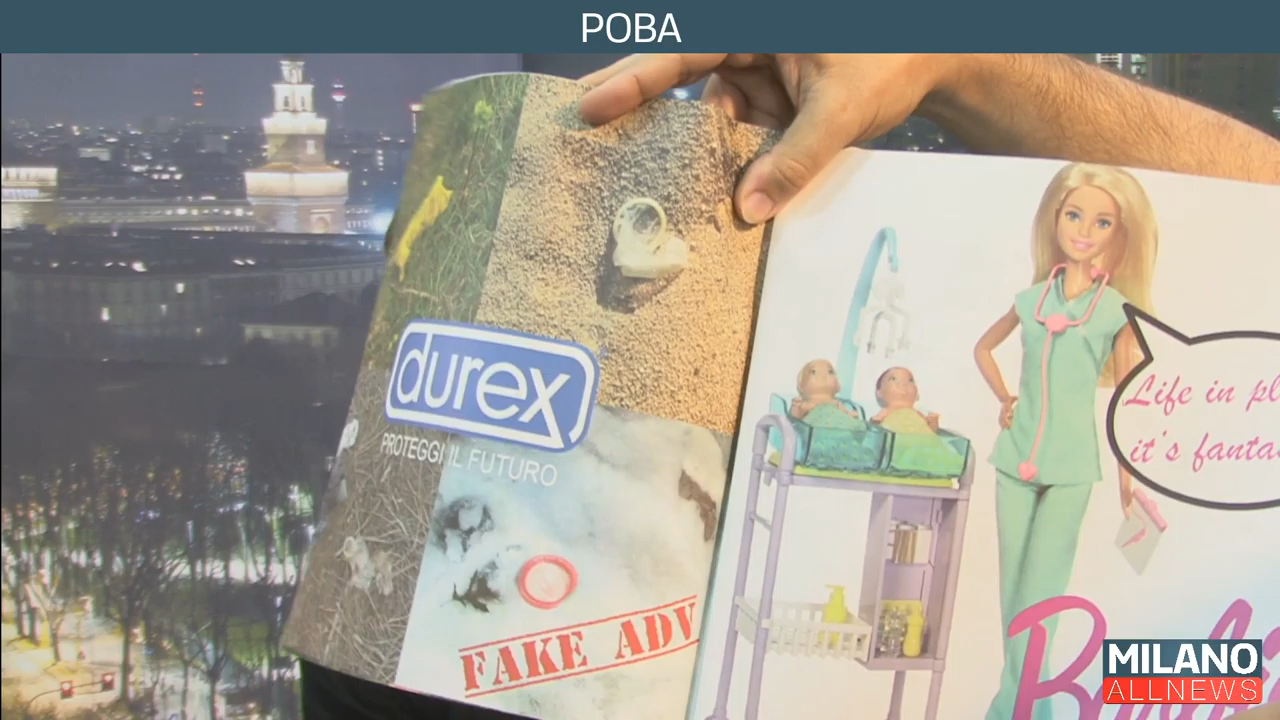 POBA
durex
PROTEGGI IL FUTURO
FAKE ADV
Life in pl
it's fanta
MILANO
ALLNEWS